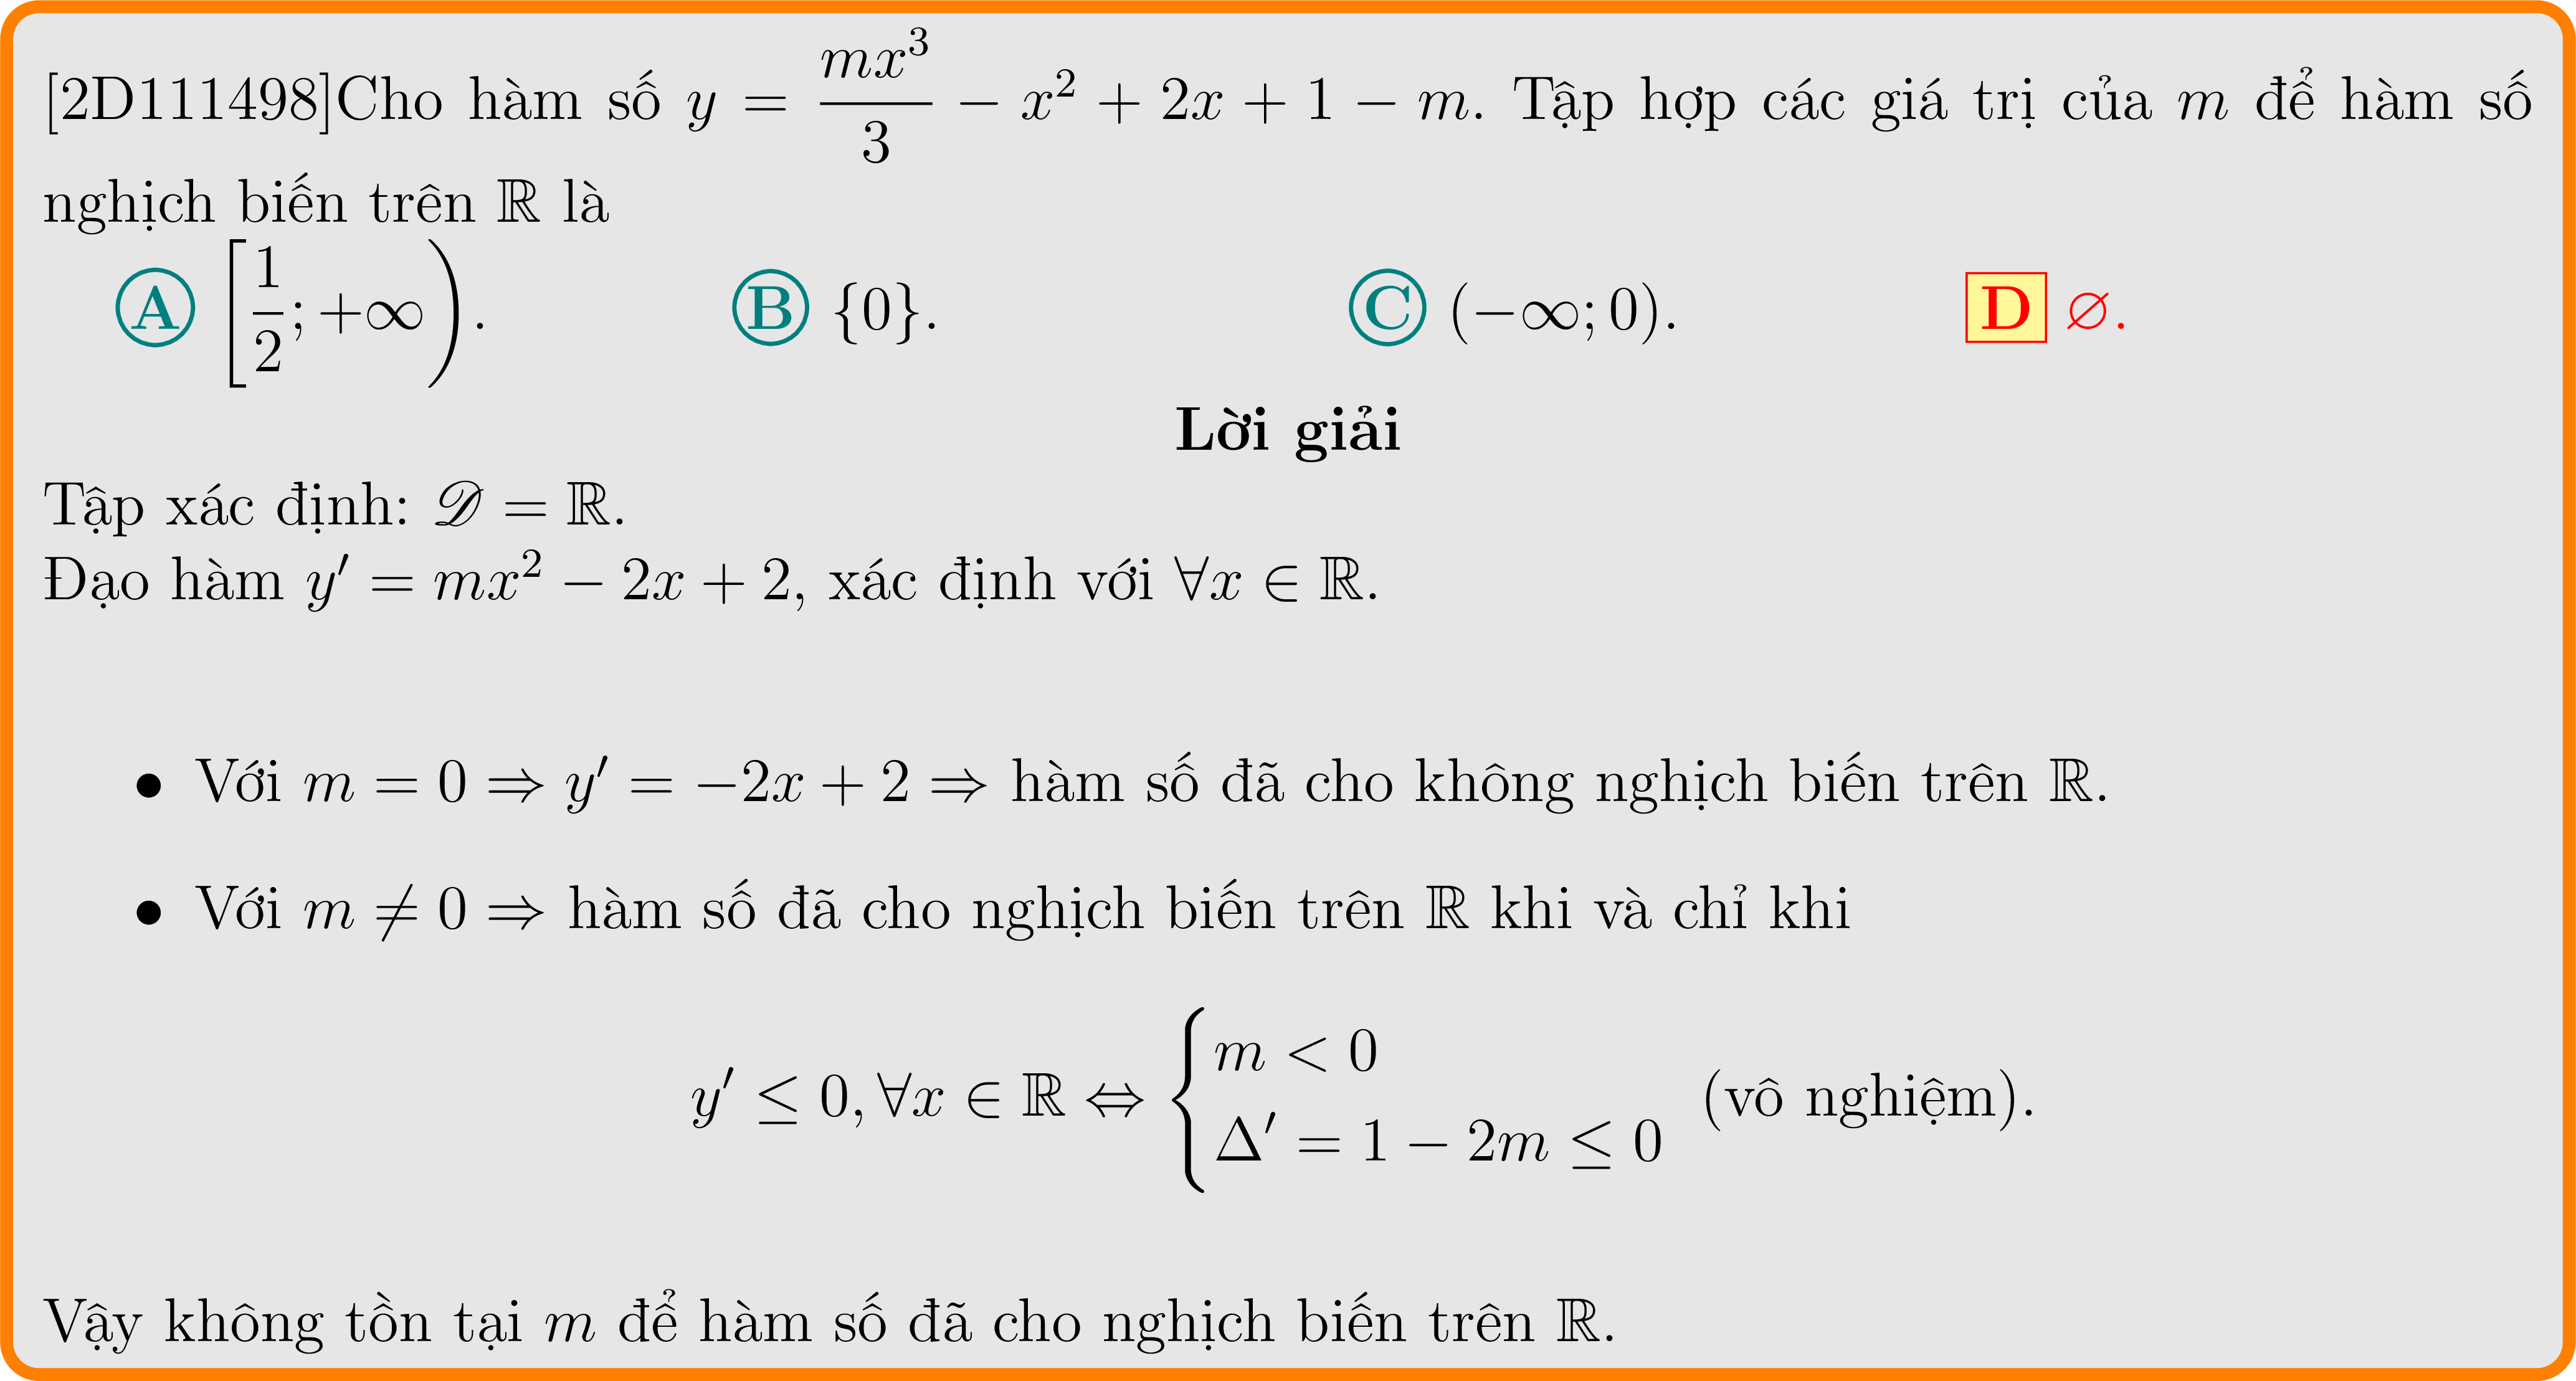 [2D111498]Cho hàm số $y = \dfrac{mx^3}{3} - x^2 + 2x + 1 - m$. Tập hợp các giá trị của $m$ để hàm số
nghịch biến trên $\mathbb{R}$ là
A $\left[\dfrac{1}{2}; +\infty\right)$. B $\{0\}$. C $(-\infty; 0)$. D $\varnothing$.
Lời giải
Tập xác định: $\mathscr{D} = \mathbb{R}$.
Đạo hàm $y' = mx^2 - 2x + 2$, xác định với $\forall x \in \mathbb{R}$.
• Với $m = 0 \Rightarrow y' = -2x + 2 \Rightarrow$ hàm số đã cho không nghịch biến trên $\mathbb{R}$.
• Với $m \neq 0 \Rightarrow$ hàm số đã cho nghịch biến trên $\mathbb{R}$ khi và chỉ khi
$y' \leq 0, \forall x \in \mathbb{R} \Leftrightarrow \begin{cases} m < 0 \\ \Delta' = 1 - 2m \leq 0 \end{cases}$ (vô nghiệm).
Vậy không tồn tại $m$ để hàm số đã cho nghịch biến trên $\mathbb{R}$.